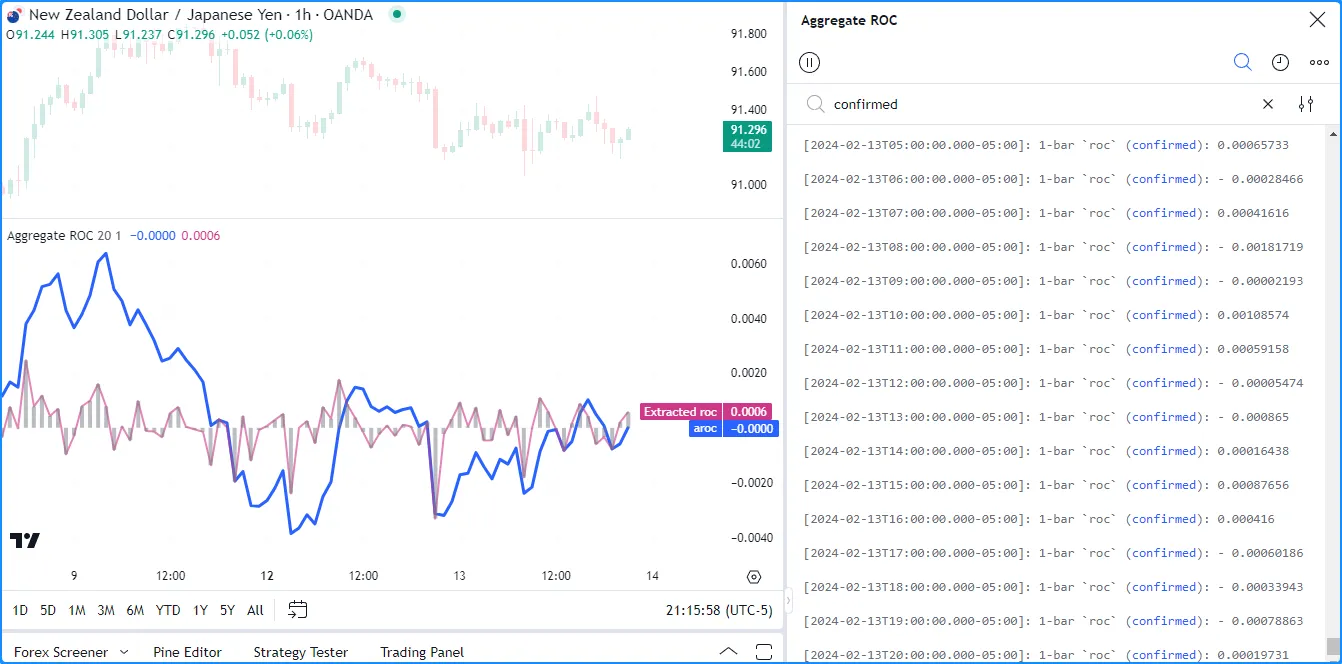 New Zealand Dollar / Japanese Yen · 1h · OANDA
O91.244 H91.305 L91.237 C91.296 +0.052 (+0.06%)
91.800
91.600
91.400
91.296
44:02
91.000
Aggregate ROC 20 1 −0.0000 0.0006
0.0060
0.0040
0.0020
Extracted roc 0.0006
aroc −0.0000
−0.0020
−0.0040
9 12:00 12 12:00 13 12:00 14
1D 5D 1M 3M 6M YTD 1Y 5Y All 21:15:58 (UTC-5)
Forex Screener Pine Editor Strategy Tester Trading Panel
Aggregate ROC
confirmed
[2024-02-13T05:00:00.000-05:00]: 1-bar `roc` (confirmed): 0.00065733
[2024-02-13T06:00:00.000-05:00]: 1-bar `roc` (confirmed): - 0.00028466
[2024-02-13T07:00:00.000-05:00]: 1-bar `roc` (confirmed): 0.00041616
[2024-02-13T08:00:00.000-05:00]: 1-bar `roc` (confirmed): - 0.00181719
[2024-02-13T09:00:00.000-05:00]: 1-bar `roc` (confirmed): - 0.00002193
[2024-02-13T10:00:00.000-05:00]: 1-bar `roc` (confirmed): 0.00108574
[2024-02-13T11:00:00.000-05:00]: 1-bar `roc` (confirmed): 0.00059158
[2024-02-13T12:00:00.000-05:00]: 1-bar `roc` (confirmed): - 0.00005474
[2024-02-13T13:00:00.000-05:00]: 1-bar `roc` (confirmed): - 0.000865
[2024-02-13T14:00:00.000-05:00]: 1-bar `roc` (confirmed): 0.00016438
[2024-02-13T15:00:00.000-05:00]: 1-bar `roc` (confirmed): 0.00087656
[2024-02-13T16:00:00.000-05:00]: 1-bar `roc` (confirmed): 0.000416
[2024-02-13T17:00:00.000-05:00]: 1-bar `roc` (confirmed): - 0.00060186
[2024-02-13T18:00:00.000-05:00]: 1-bar `roc` (confirmed): - 0.00033943
[2024-02-13T19:00:00.000-05:00]: 1-bar `roc` (confirmed): - 0.00078863
[2024-02-13T20:00:00.000-05:00]: 1-bar `roc` (confirmed): 0.00019731